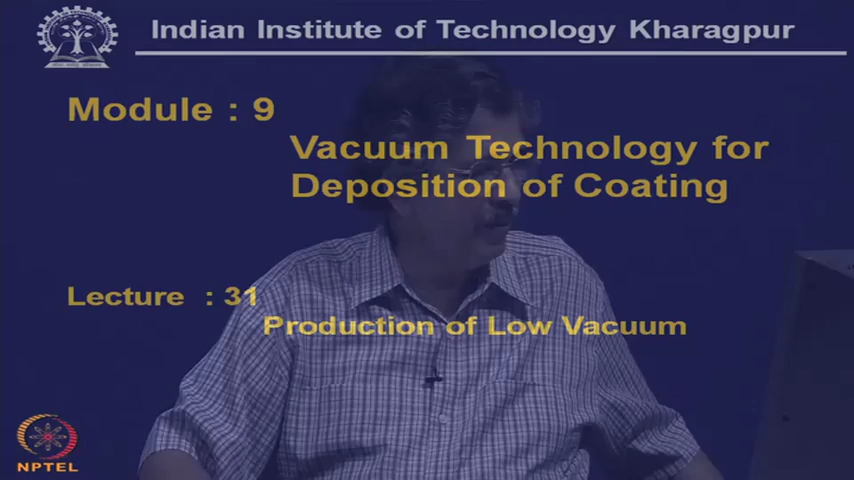 Indian Institute of Technology Kharagpur
Module : 9
Vacuum Technology for
Deposition of Coating
Lecture : 31
Production of Low Vacuum
NPTEL